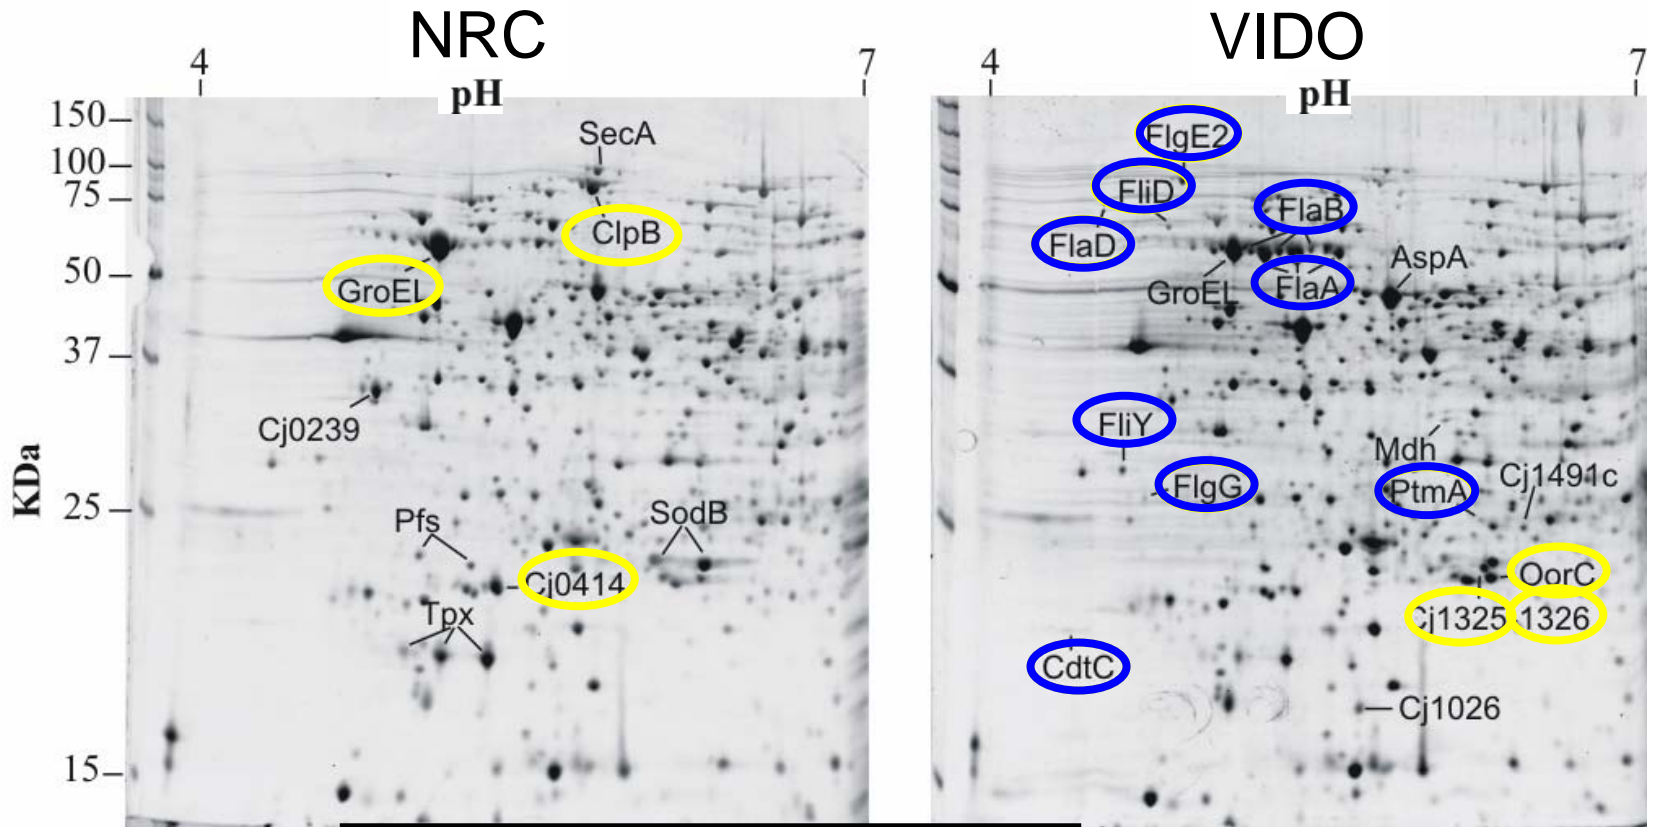 NRC
4
7
pH
150
100
75
50
37
25
15
KDa
SecA
ClpB
GroEL
Cj0239
Pfs
SodB
Cj0414
Tpx
VIDO
4
7
pH
FlgE2
FliD
FlaB
FlaD
AspA
GroEL
FlaA
FliY
Mdh
Cj1491c
FlgG
PtmA
OorC
Cj1325 1326
CdtC
Cj1026